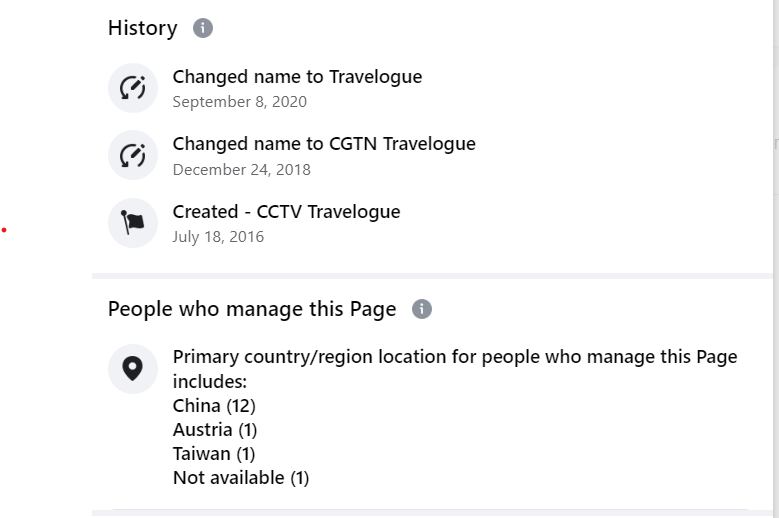 History
Changed name to Travelogue
September 8, 2020
Changed name to CGTN Travelogue
December 24, 2018
Created - CCTV Travelogue
July 18, 2016
People who manage this Page
Primary country/region location for people who manage this Page
includes:
China (12)
Austria (1)
Taiwan (1)
Not available (1)